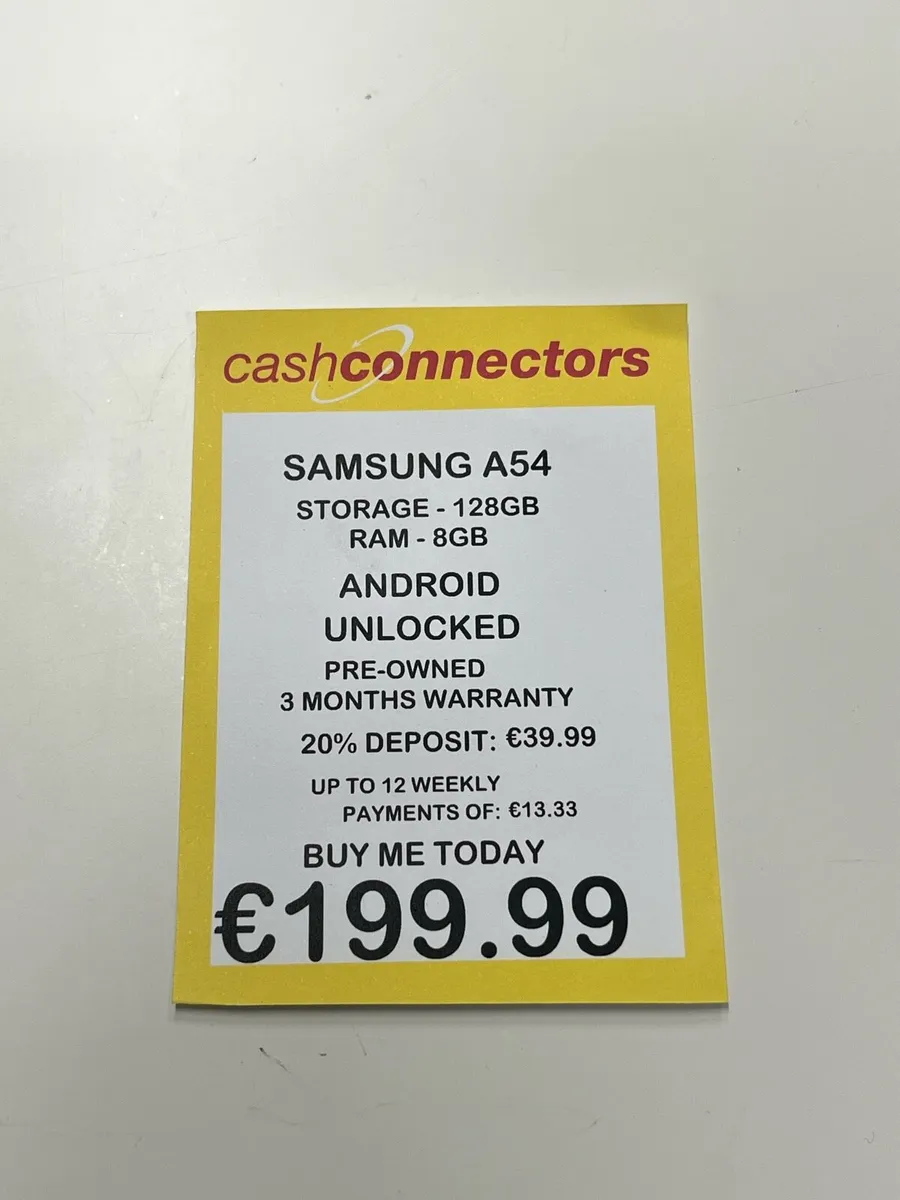 cashconnectors
SAMSUNG A54
STORAGE - 128GB
RAM - 8GB
ANDROID
UNLOCKED
PRE-OWNED
3 MONTHS WARRANTY
20% DEPOSIT: €39.99
UP TO 12 WEEKLY
PAYMENTS OF: €13.33
BUY ME TODAY
€199.99